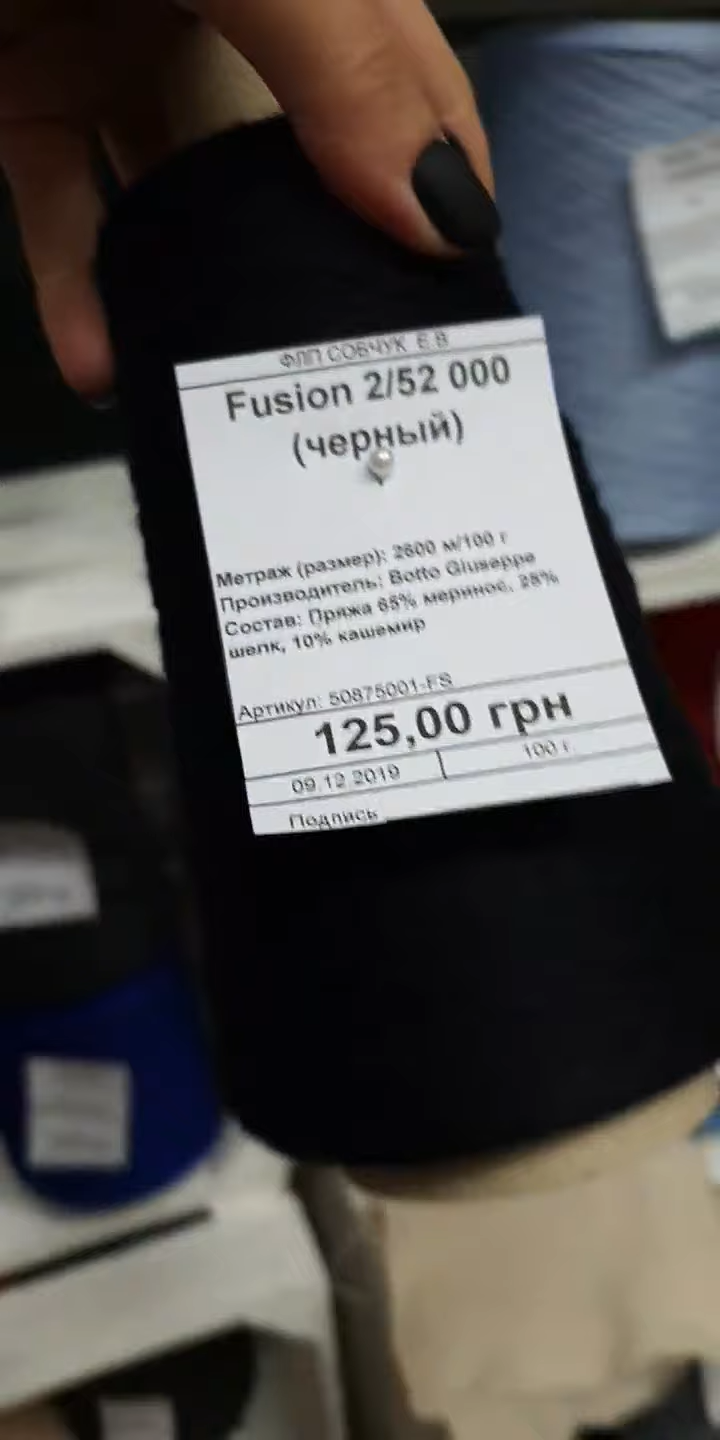 ФЛП СОБЧУК Е.В
Fusion 2/52 000
(черный)
Метраж (размер): 2600 м/100 г
Производитель: Botto Giuseppe
Состав: Пряжа 65% меринос, 25%
шелк, 10% кашемир
Артикул: 50875001-FS
125,00 грн
09.12.2019 100 г.
Подпись